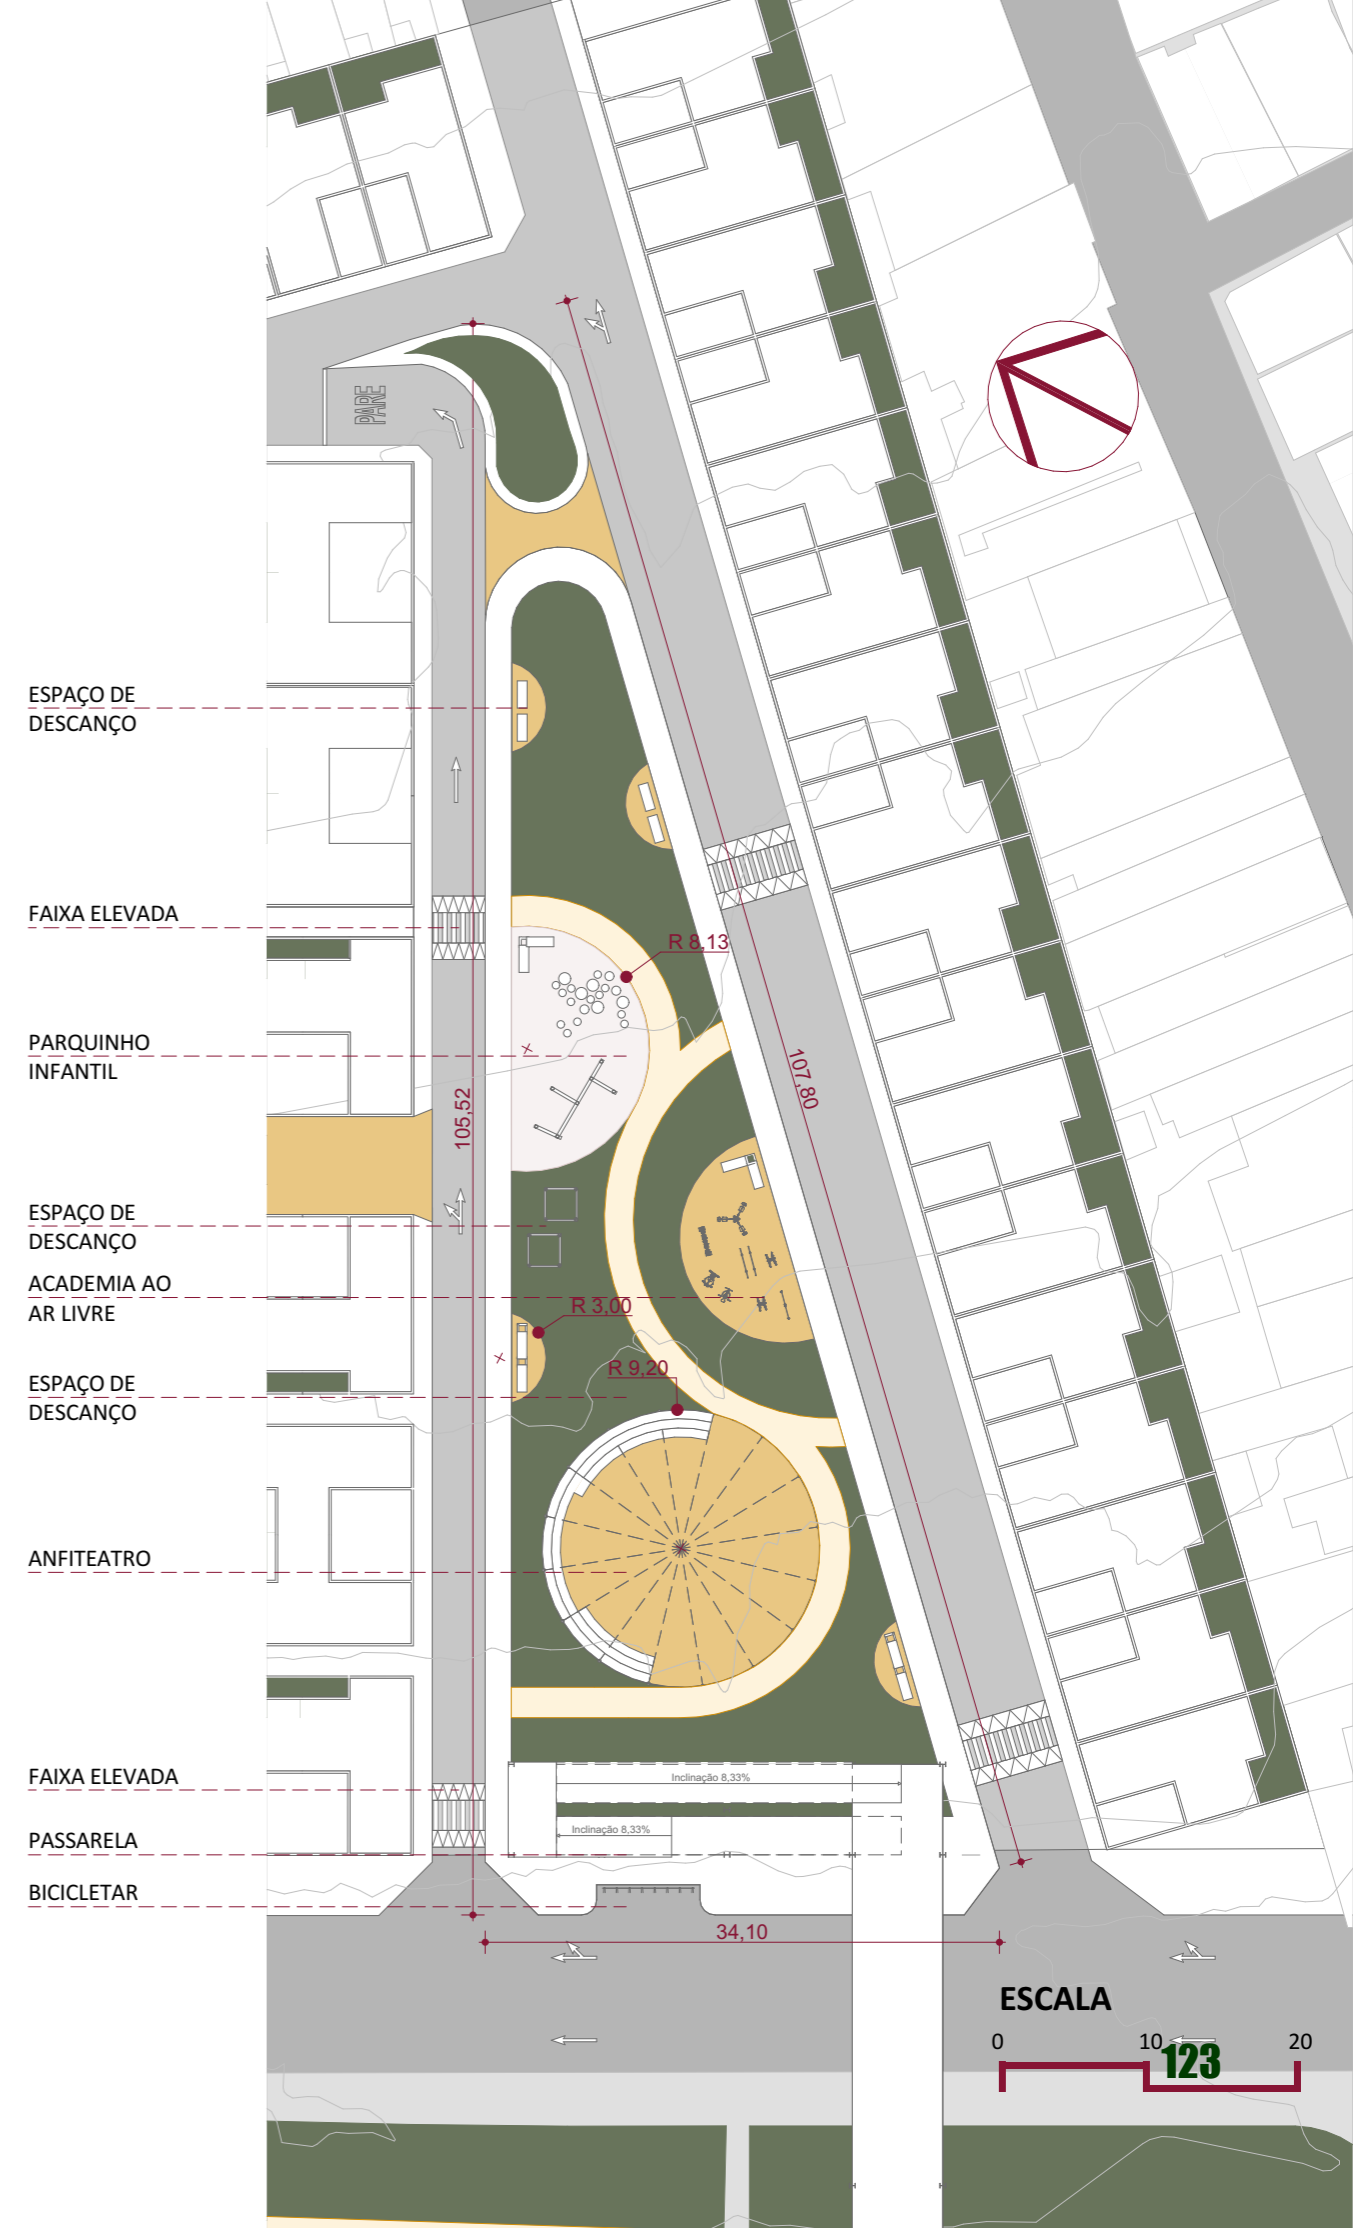 PARE
ESPAÇO DE
DESCANÇO
FAIXA ELEVADA
R 8,13
PARQUINHO
INFANTIL
107,80
105,52
ESPAÇO DE
DESCANÇO
ACADEMIA AO
AR LIVRE
R 3,00
R 9,20
ESPAÇO DE
DESCANÇO
ANFITEATRO
FAIXA ELEVADA
Inclinação 8,33%
Inclinação 8,33%
PASSARELA
BICICLETAR
34,10
ESCALA
0 10 20
123